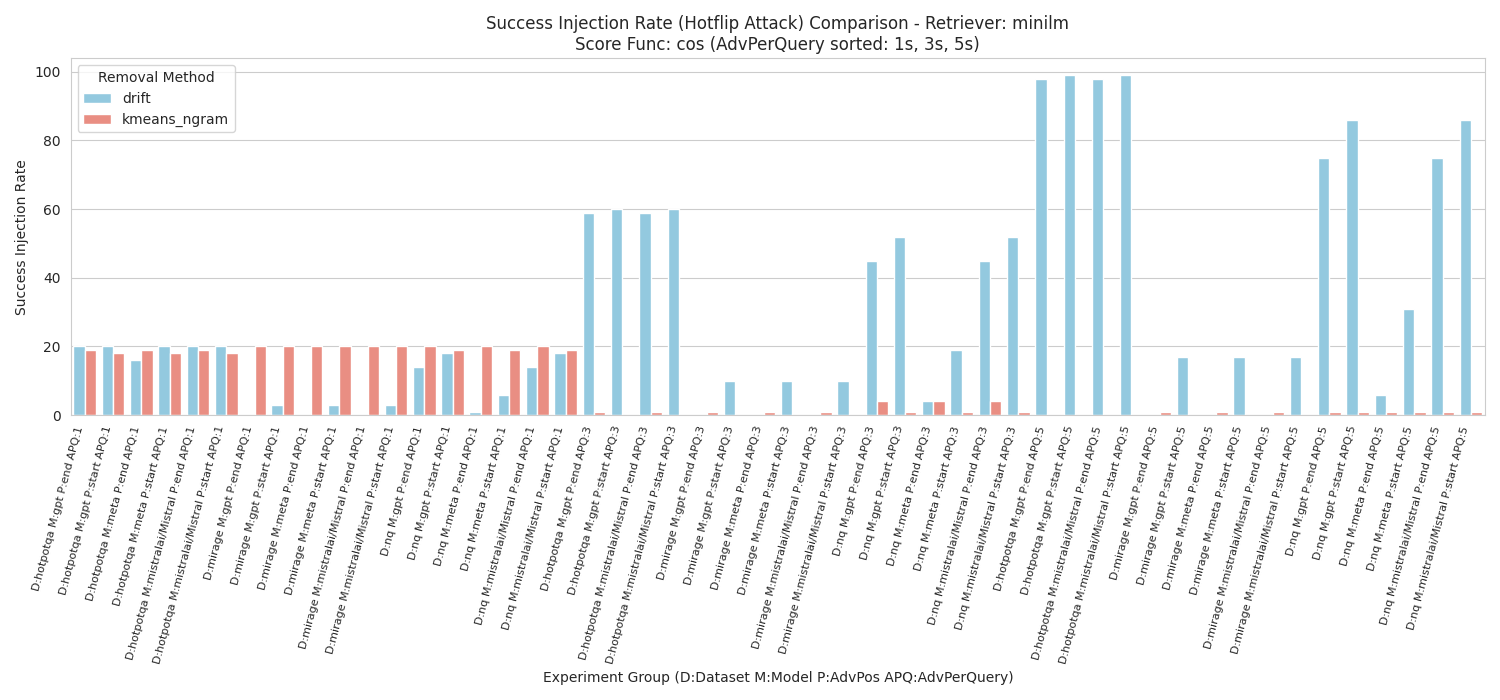 Success Injection Rate (Hotflip Attack) Comparison - Retriever: minilm
Score Func: cos (AdvPerQuery sorted: 1s, 3s, 5s)
Removal Method
drift
kmeans_ngram
Success Injection Rate
100
80
60
40
20
0
D:hotpotqa M:gpt P:end APQ:1
D:hotpotqa M:gpt P:start APQ:1
D:hotpotqa M:meta P:end APQ:1
D:hotpotqa M:meta P:start APQ:1
D:hotpotqa M:mistralai/Mistral P:end APQ:1
D:hotpotqa M:mistralai/Mistral P:start APQ:1
D:mirage M:gpt P:end APQ:1
D:mirage M:gpt P:start APQ:1
D:mirage M:meta P:end APQ:1
D:mirage M:meta P:start APQ:1
D:mirage M:mistralai/Mistral P:end APQ:1
D:mirage M:mistralai/Mistral P:start APQ:1
D:nq M:gpt P:end APQ:1
D:nq M:gpt P:start APQ:1
D:nq M:meta P:end APQ:1
D:nq M:meta P:start APQ:1
D:nq M:mistralai/Mistral P:end APQ:1
D:nq M:mistralai/Mistral P:start APQ:1
D:hotpotqa M:gpt P:end APQ:3
D:hotpotqa M:gpt P:start APQ:3
D:hotpotqa M:mistralai/Mistral P:end APQ:3
D:hotpotqa M:mistralai/Mistral P:start APQ:3
D:mirage M:gpt P:end APQ:3
D:mirage M:gpt P:start APQ:3
D:mirage M:meta P:end APQ:3
D:mirage M:meta P:start APQ:3
D:mirage M:mistralai/Mistral P:end APQ:3
D:mirage M:mistralai/Mistral P:start APQ:3
D:nq M:gpt P:end APQ:3
D:nq M:gpt P:start APQ:3
D:nq M:meta P:end APQ:3
D:nq M:meta P:start APQ:3
D:nq M:mistralai/Mistral P:end APQ:3
D:nq M:mistralai/Mistral P:start APQ:3
D:hotpotqa M:gpt P:end APQ:5
D:hotpotqa M:gpt P:start APQ:5
D:hotpotqa M:mistralai/Mistral P:end APQ:5
D:hotpotqa M:mistralai/Mistral P:start APQ:5
D:mirage M:gpt P:end APQ:5
D:mirage M:gpt P:start APQ:5
D:mirage M:meta P:end APQ:5
D:mirage M:meta P:start APQ:5
D:mirage M:mistralai/Mistral P:end APQ:5
D:mirage M:mistralai/Mistral P:start APQ:5
D:nq M:gpt P:end APQ:5
D:nq M:gpt P:start APQ:5
D:nq M:meta P:end APQ:5
D:nq M:meta P:start APQ:5
D:nq M:mistralai/Mistral P:end APQ:5
D:nq M:mistralai/Mistral P:start APQ:5
Experiment Group (D:Dataset M:Model P:AdvPos APQ:AdvPerQuery)